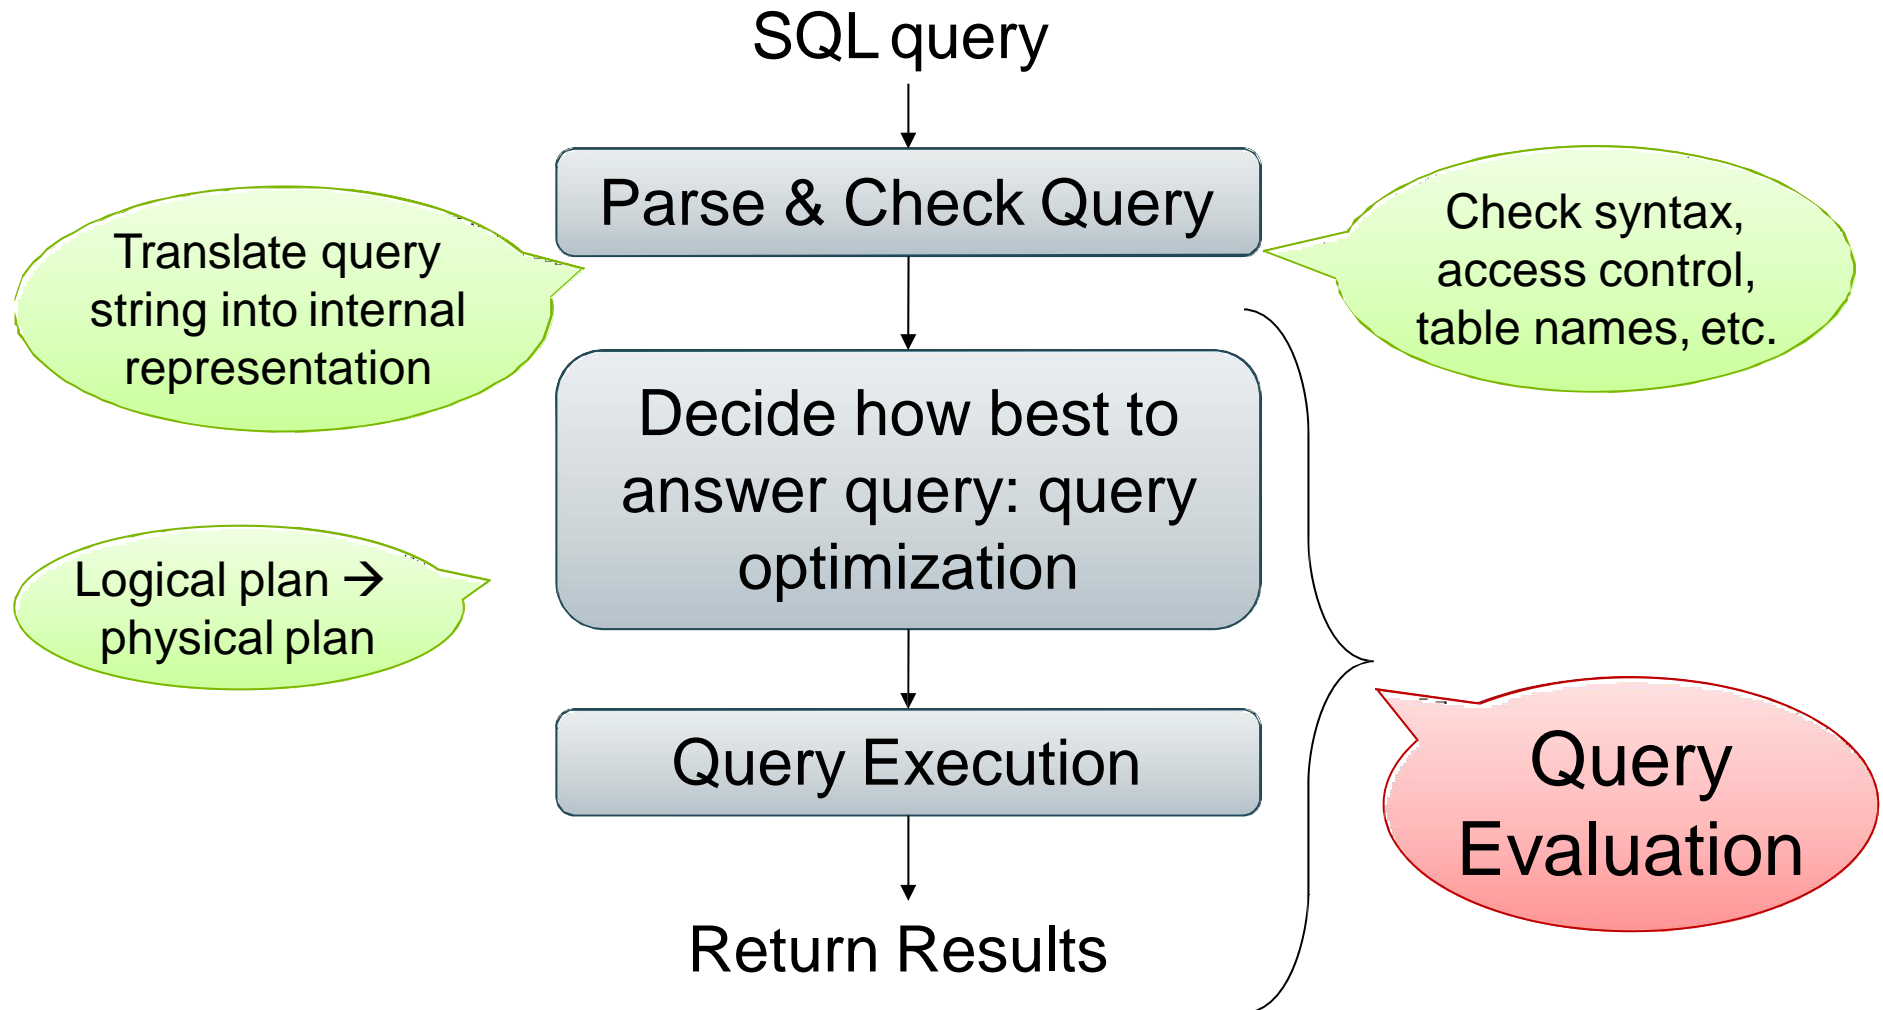 SQL query
Parse & Check Query
Translate query
string into internal
representation
Check syntax,
access control,
table names, etc.
Decide how best to
answer query: query
optimization
Logical plan →
physical plan
Query Execution
Query
Evaluation
Return Results